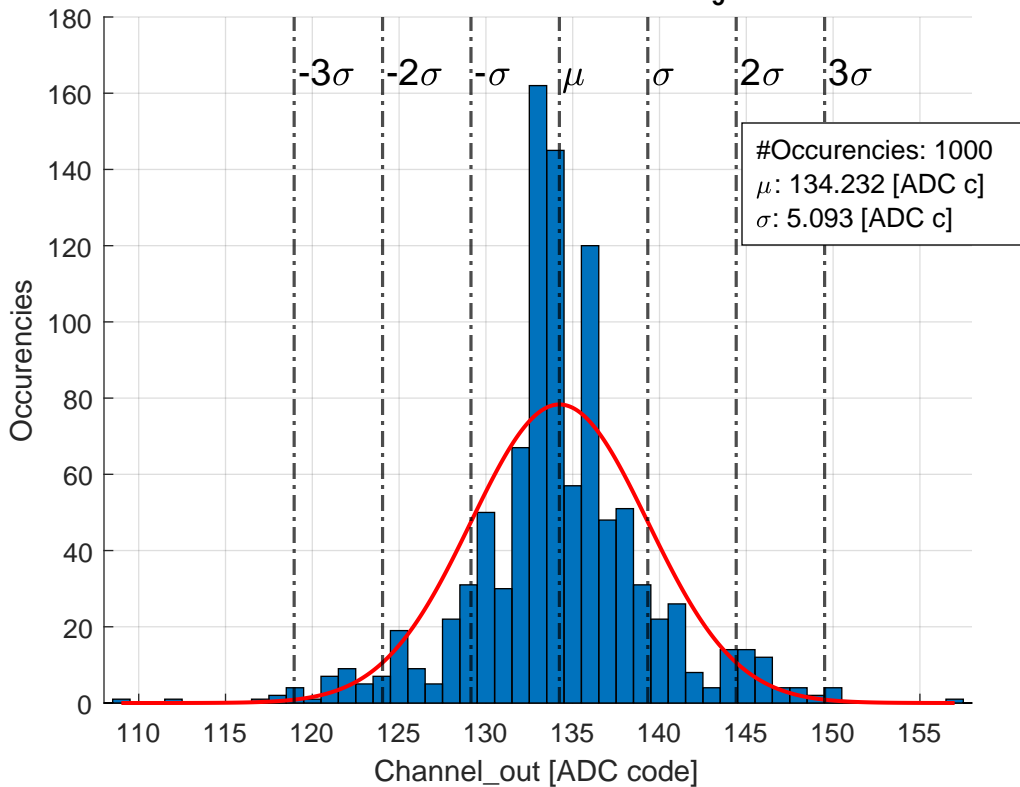 180
160
140
120
100
80
60
40
20
0
Occurencies
-3σ -2σ -σ μ σ 2σ 3σ
#Occurencies: 1000
μ: 134.232 [ADC c]
σ: 5.093 [ADC c]
110 115 120 125 130 135 140 145 150 155
Channel_out [ADC code]